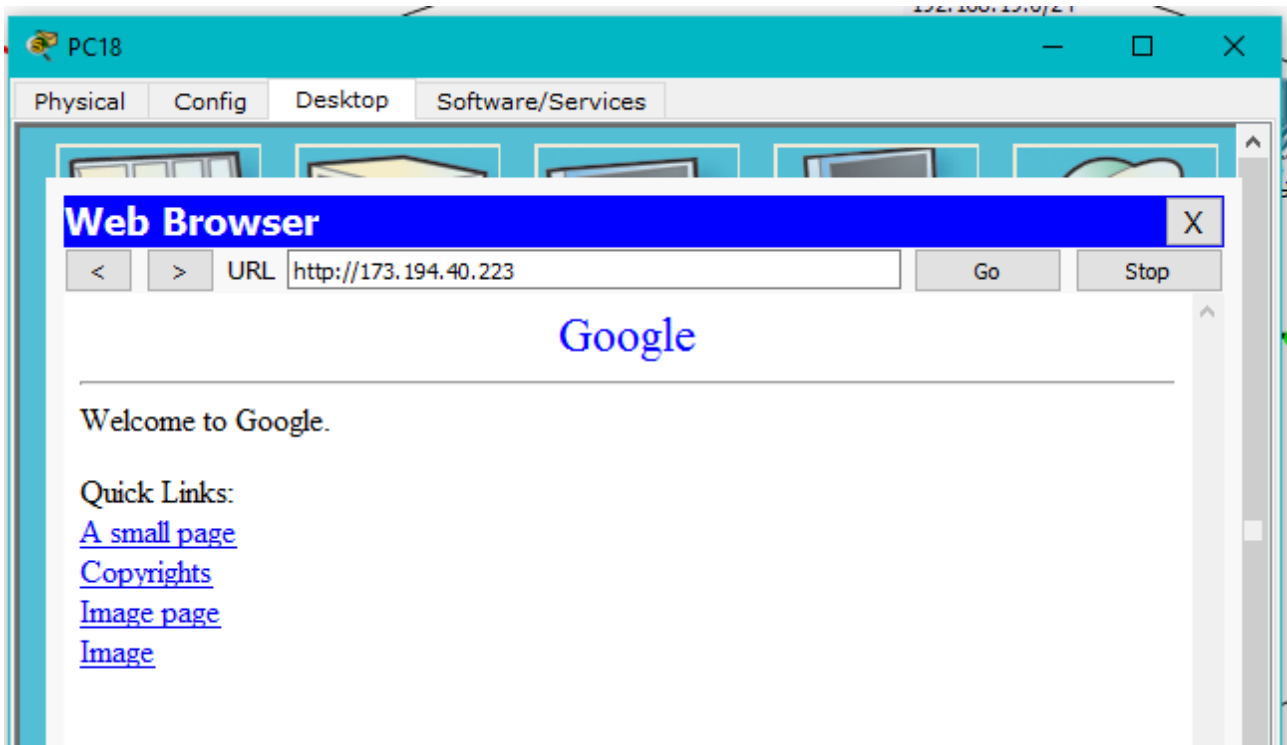 PC18
Physical Config Desktop Software/Services
Web Browser X
< > URL http://173.194.40.223 Go Stop
Google
Welcome to Google.
Quick Links:
A small page
Copyrights
Image page
Image